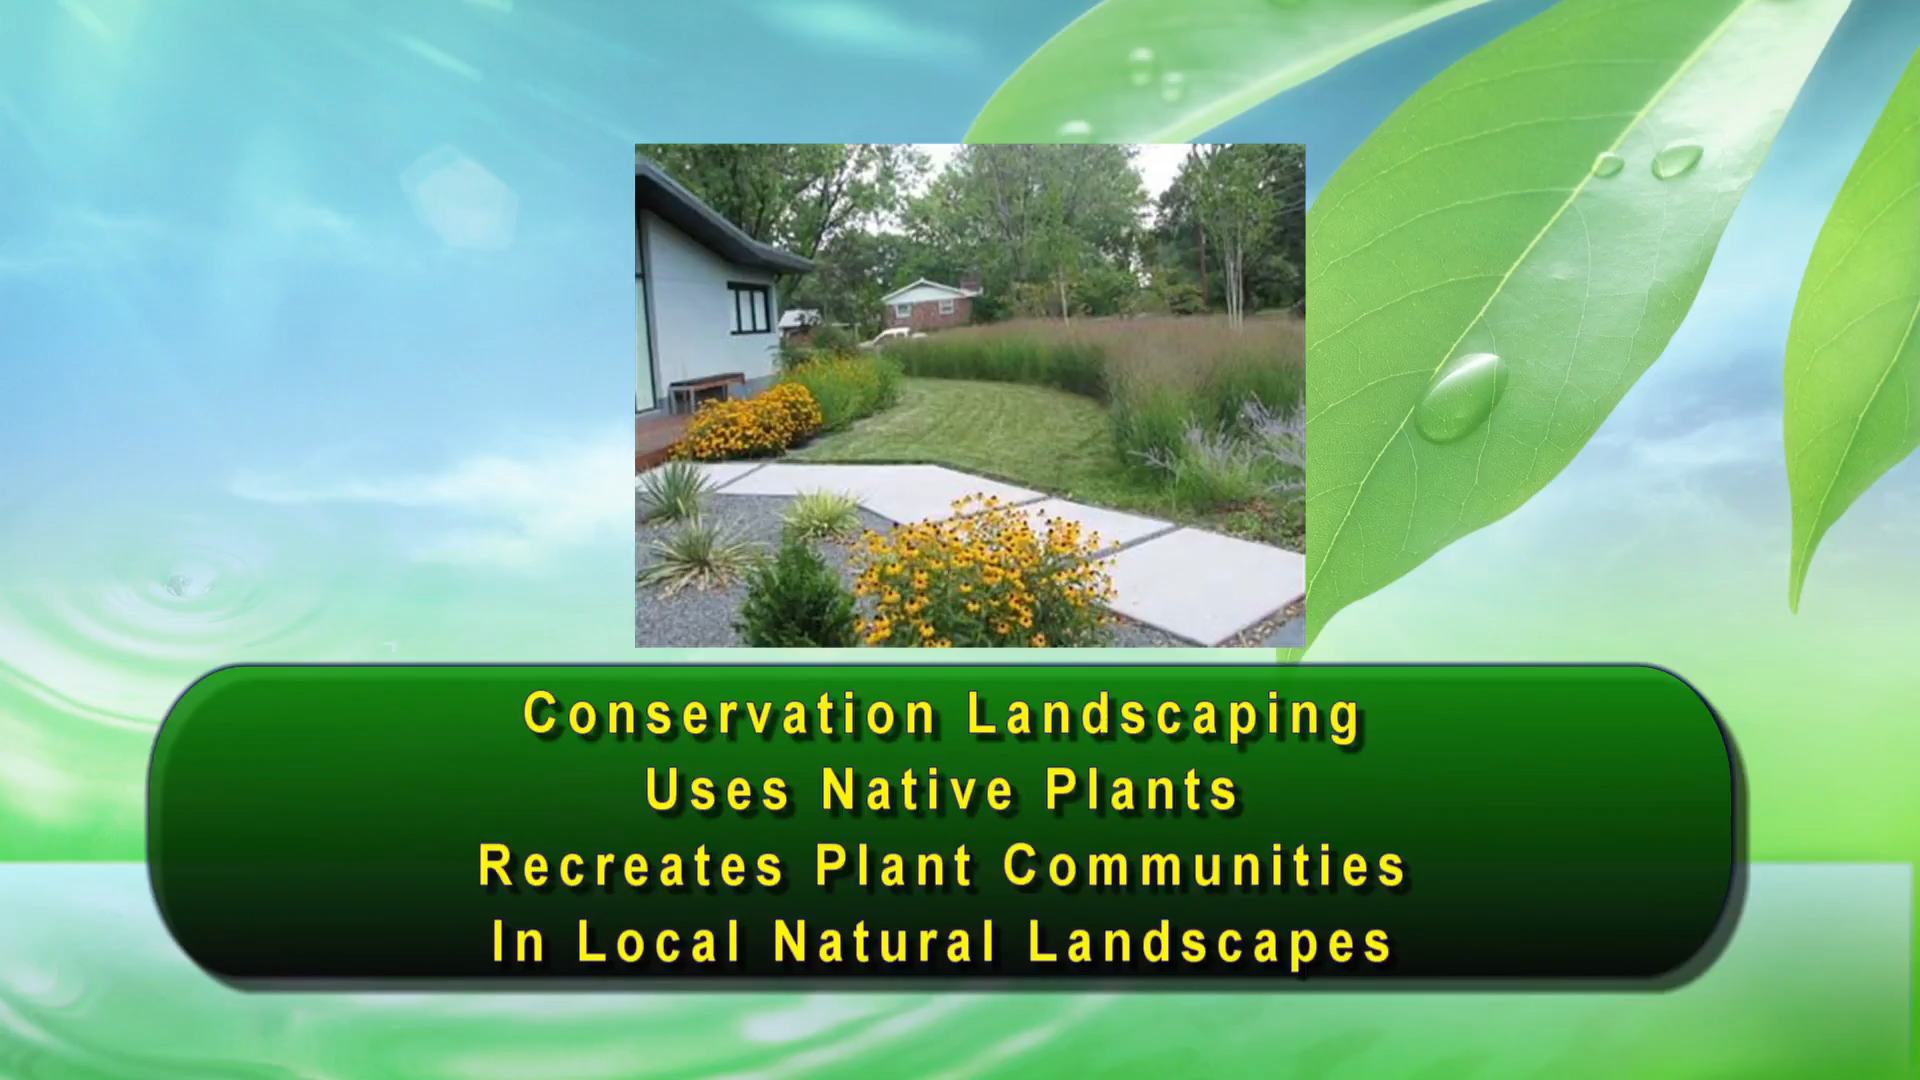 Conservation Landscaping
Uses Native Plants
Recreates Plant Communities
In Local Natural Landscapes